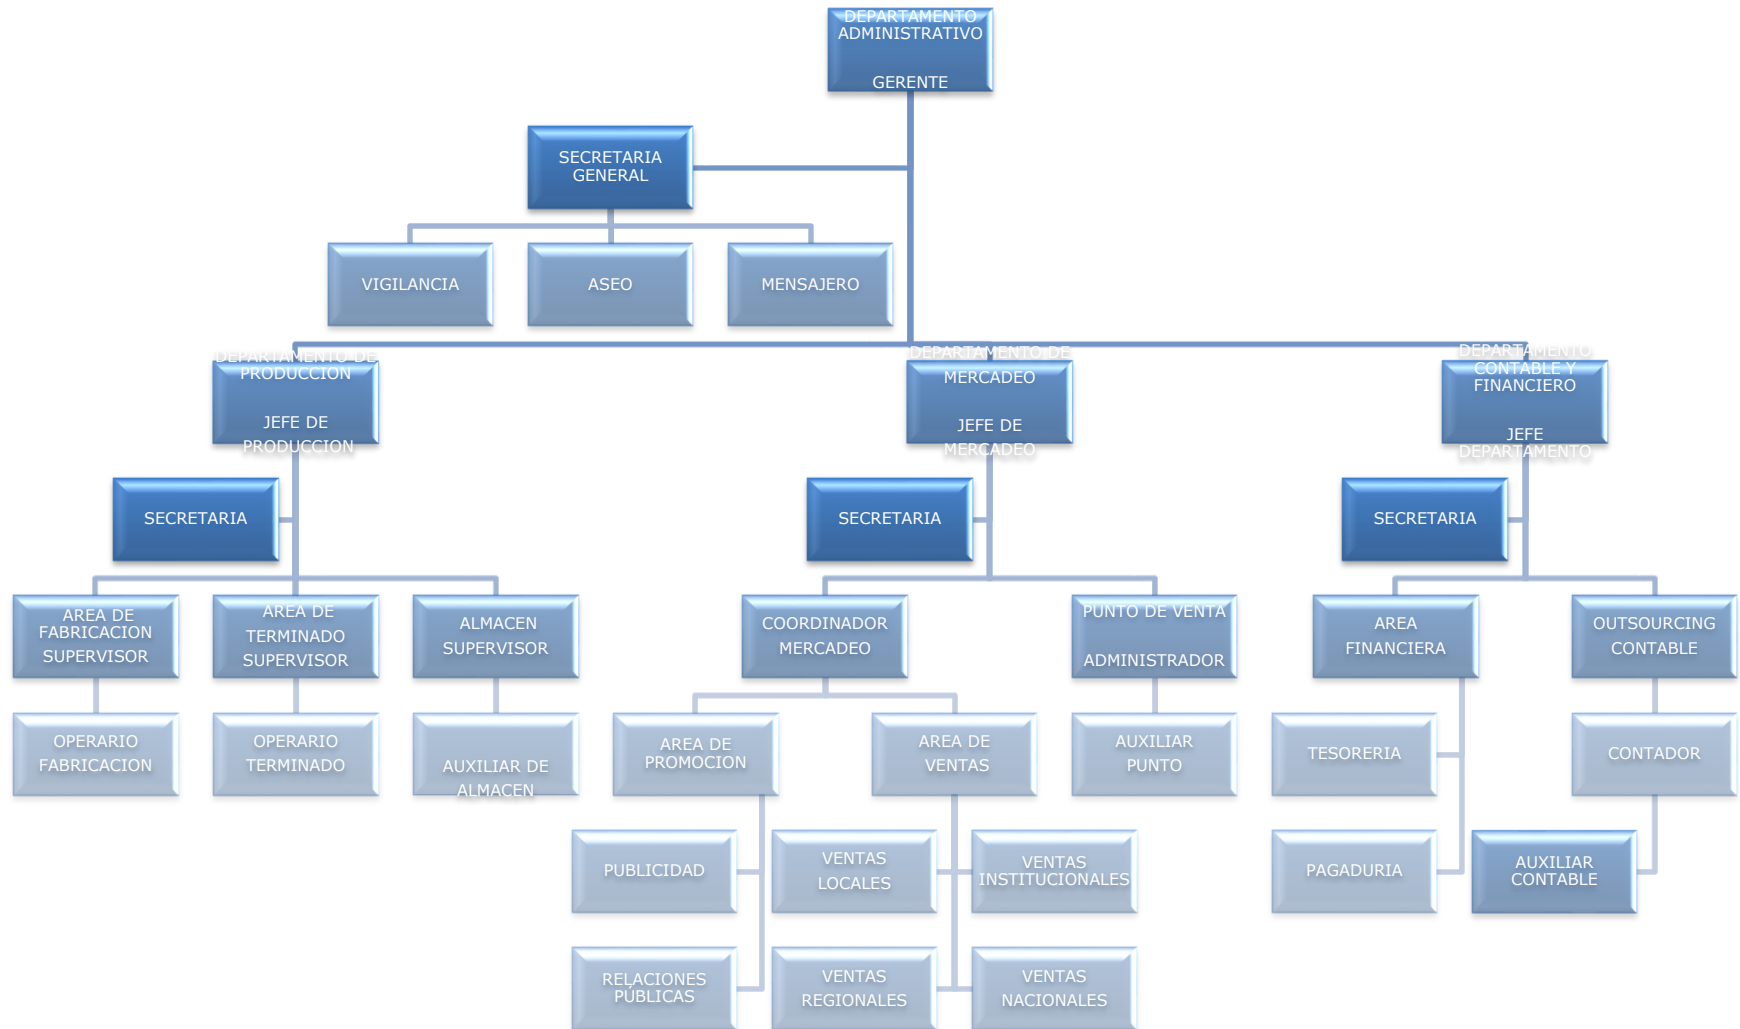 DEPARTAMENTO
ADMINISTRATIVO
GERENTE
SECRETARIA
GENERAL
VIGILANCIA
ASEO
MENSAJERO
DEPARTAMENTO DE
PRODUCCION
JEFE DE
PRODUCCION
DEPARTAMENTO DE
MERCADEO
JEFE DE
MERCADEO
DEPARTAMENTO
CONTABLE Y
FINANCIERO
JEFE
DEPARTAMENTO
SECRETARIA
SECRETARIA
SECRETARIA
AREA DE
FABRICACION
SUPERVISOR
AREA DE
TERMINADO
SUPERVISOR
ALMACEN
SUPERVISOR
COORDINADOR
MERCADEO
PUNTO DE VENTA
ADMINISTRADOR
AREA
FINANCIERA
OUTSOURCING
CONTABLE
OPERARIO
FABRICACION
OPERARIO
TERMINADO
AUXILIAR DE
ALMACEN
AREA DE
PROMOCION
AREA DE
VENTAS
AUXILIAR
PUNTO
TESORERIA
CONTADOR
PUBLICIDAD
VENTAS
LOCALES
VENTAS
INSTITUCIONALES
PAGADURIA
AUXILIAR
CONTABLE
RELACIONES
PÚBLICAS
VENTAS
REGIONALES
VENTAS
NACIONALES